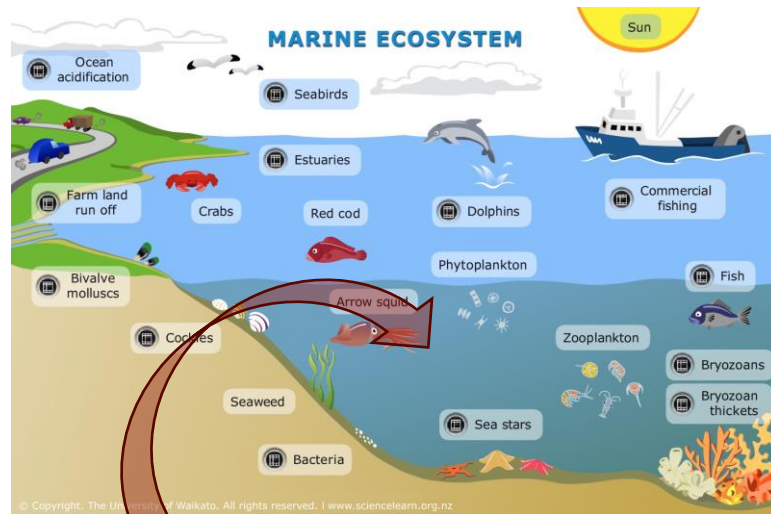 MARINE ECOSYSTEM
Sun
Ocean
acidification
Seabirds
Estuaries
Farm land
run off
Crabs
Red cod
Dolphins
Commercial
fishing
Phytoplankton
Fish
Bivalve
molluscs
Arrow squid
Cockles
Zooplankton
Bryozoans
Seaweed
Bryozoan
thickets
Sea stars
Bacteria
© Copyright. The University of Waikato. All rights reserved. | www.sciencelearn.org.nz